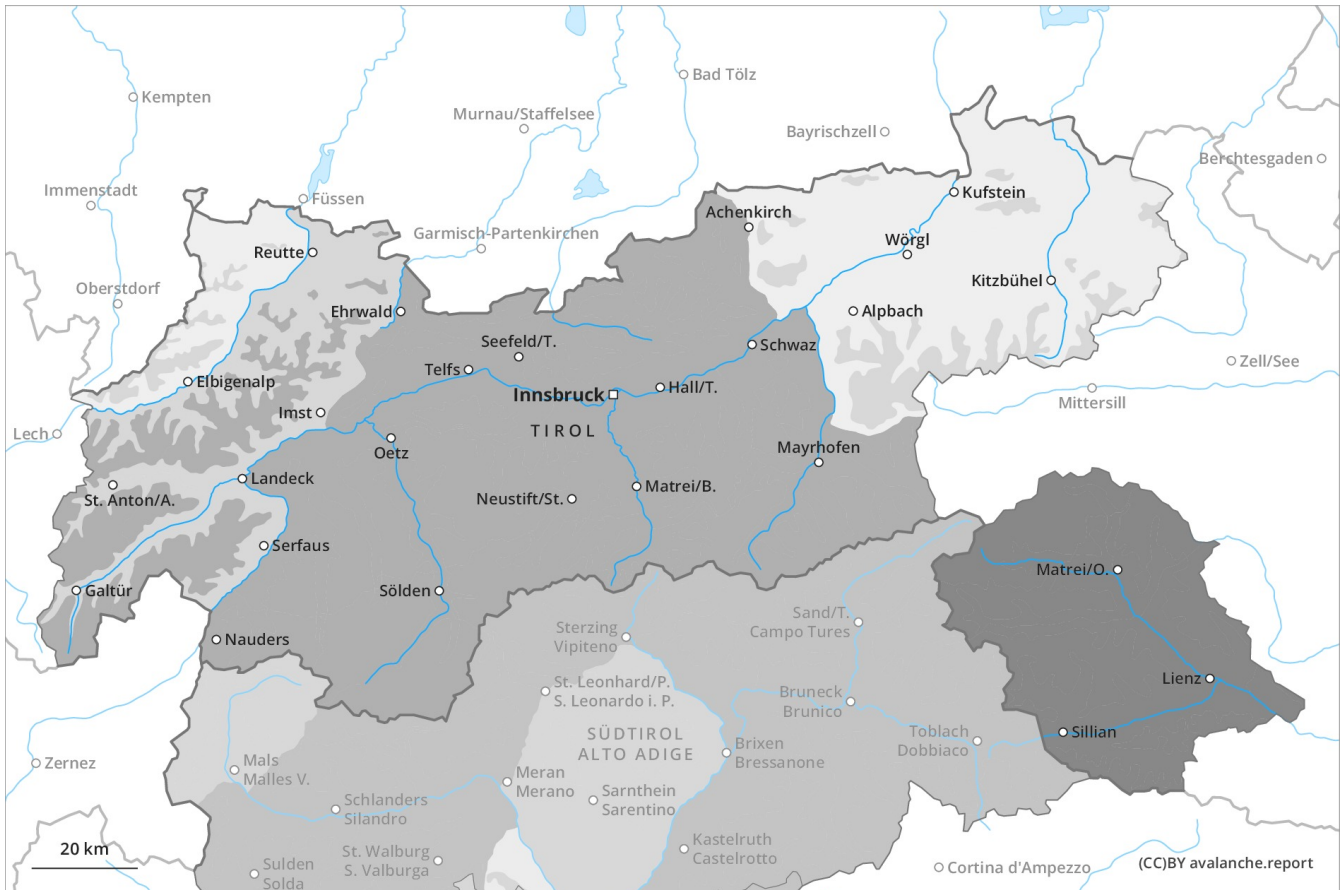 Bad Tölz
Kempten
Murnau/Staffelsee
Bayrischzell
Berchtesgaden
Immenstadt
Füssen
Kufstein
Achenkirch
Garmisch-Partenkirchen
Wörgl
Reutte
Kitzbühel
Oberstdorf
Ehrwald
Alpbach
Seefeld/T.
Schwaz
Zell/See
Telfs
Elbigenalp
Hall/T.
Innsbruck
Mittersill
Imst
TIROL
Lech
Oetz
Mayrhofen
Landeck
Matrei/B.
St. Anton/A.
Neustift/St.
Serfaus
Matrei/O.
Galtür
Sölden
Sand/T.
Campo Tures
Sterzing
Vipiteno
Nauders
Lienz
St. Leonhard/P.
S. Leonardo i. P.
Bruneck
Brunico
SÜDTIROL
ALTO ADIGE
Toblach
Dobbiaco
Sillian
Brixen
Bressanone
Mals
Malles V.
Zernez
Meran
Merano
Sarnthein
Sarentino
Schlanders
Silandro
20 km
St. Walburg
S. Valburga
Kastelruth
Castelrotto
Sulden
Solda
Cortina d'Ampezzo
(CC)BY avalanche.report